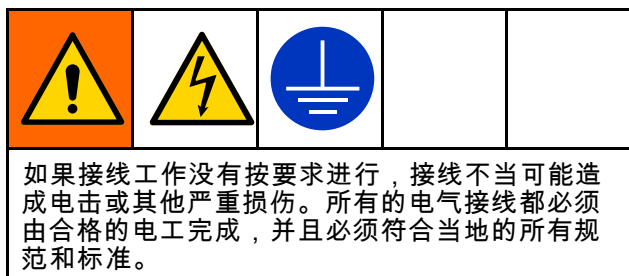 如果接线工作没有按要求进行，接线不当可能造
成电击或其他严重损伤。所有的电气接线都必须
由合格的电工完成，并且必须符合当地的所有规
范和标准。